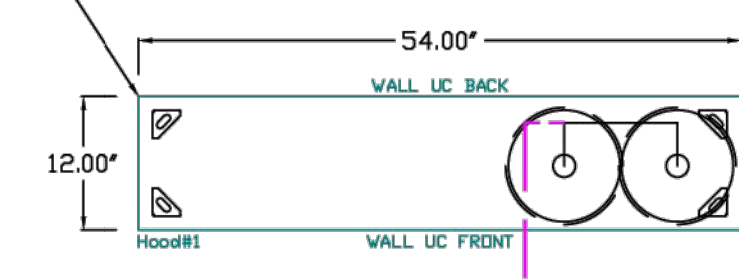 54.00"
WALL UC BACK
12.00"
Hood#1
WALL UC FRONT